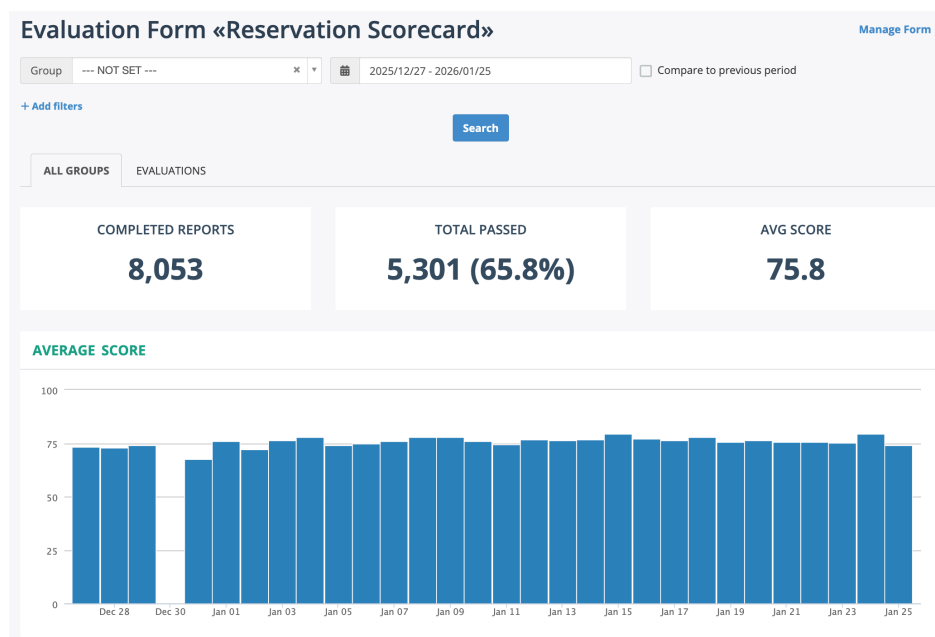 Evaluation Form «Reservation Scorecard»
Manage Form
Group
--- NOT SET ---
2025/12/27 - 2026/01/25
Compare to previous period
+ Add filters
Search
ALL GROUPS
EVALUATIONS
COMPLETED REPORTS
8,053
TOTAL PASSED
5,301 (65.8%)
AVG SCORE
75.8
AVERAGE SCORE
100
75
50
25
0
Dec 28
Dec 30
Jan 01
Jan 03
Jan 05
Jan 07
Jan 09
Jan 11
Jan 13
Jan 15
Jan 17
Jan 19
Jan 21
Jan 23
Jan 25